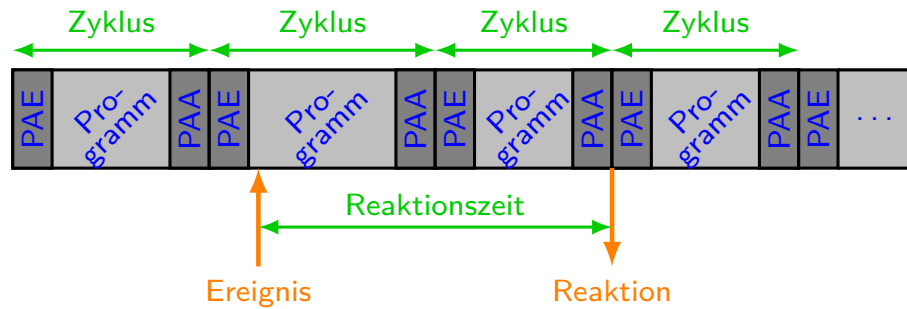 Zyklus Zyklus Zyklus Zyklus
PAE Pro-
gramm PAA PAE Pro-
gramm PAA PAE Pro-
gramm PAA PAE Pro-
gramm PAA PAE ...
Reaktionszeit
Ereignis Reaktion